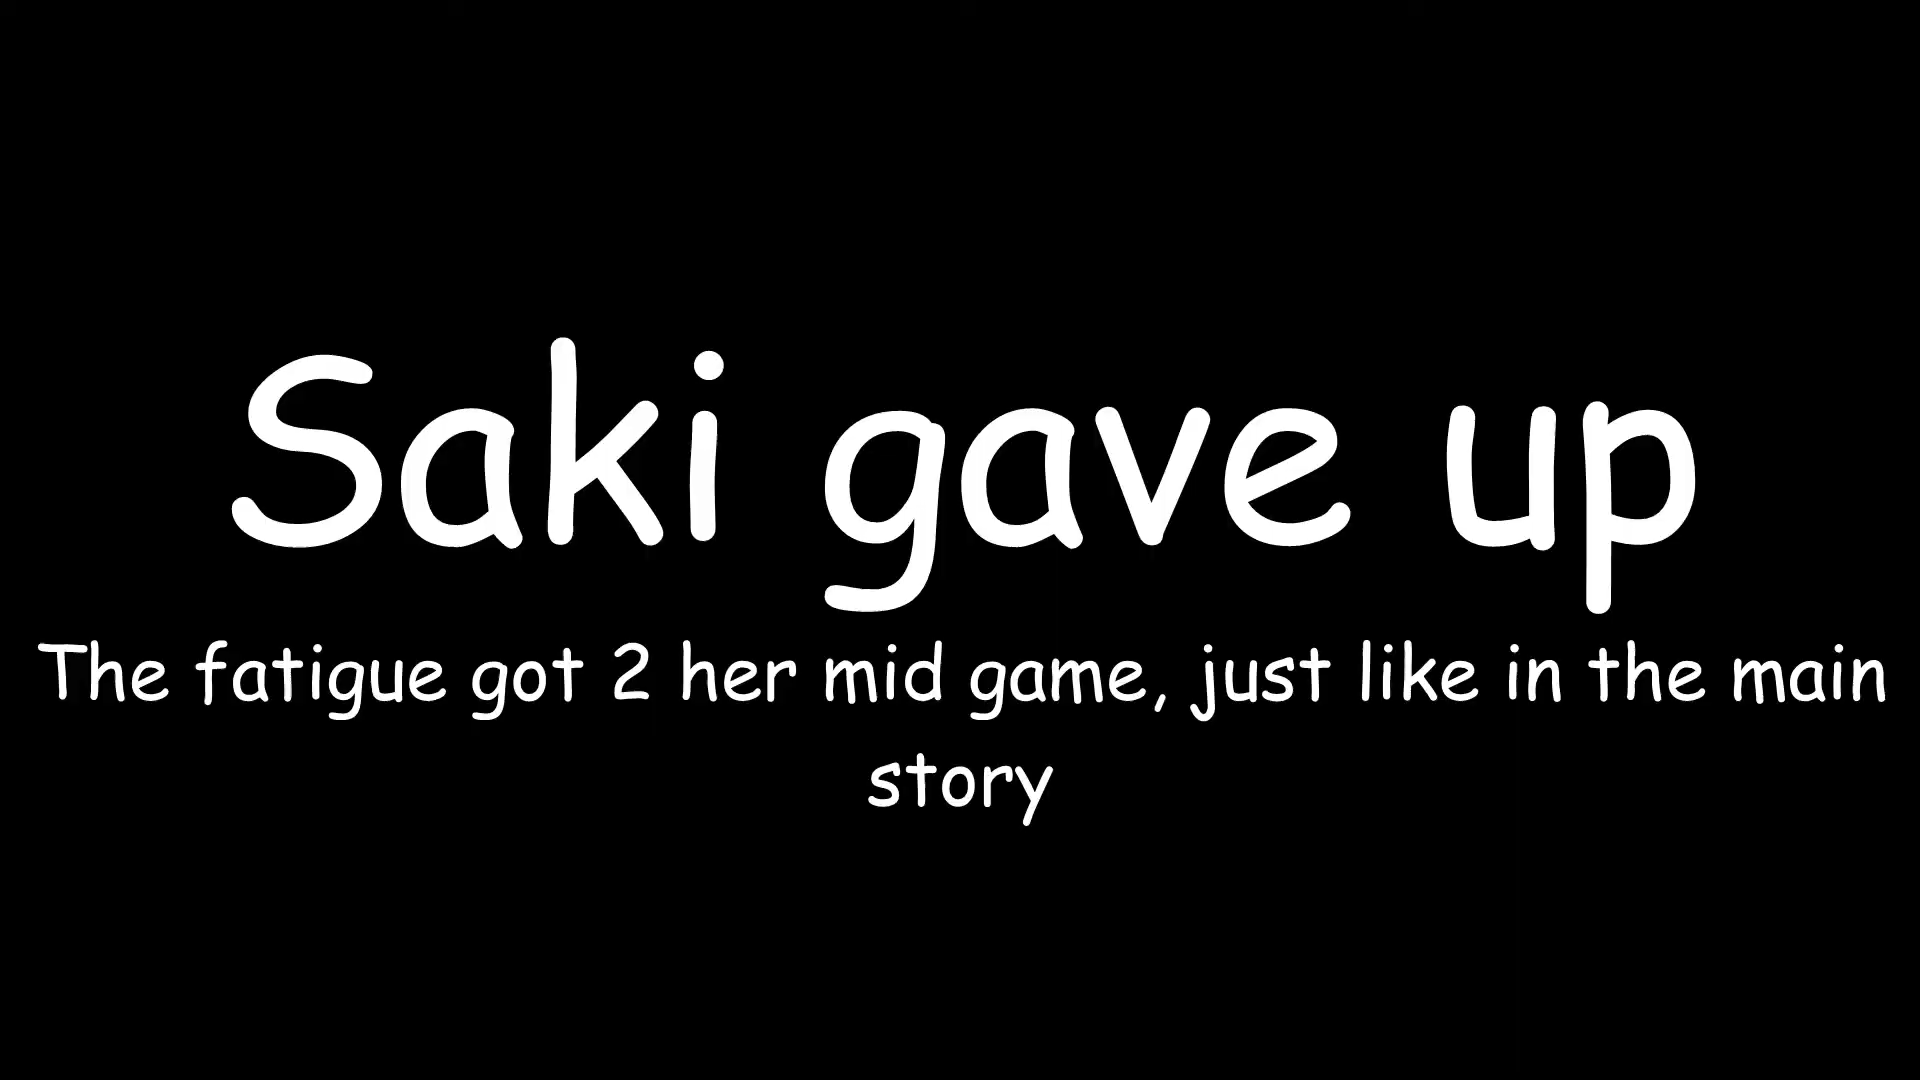 Saki gave up
The fatigue got 2 her mid game, just like in the main
story